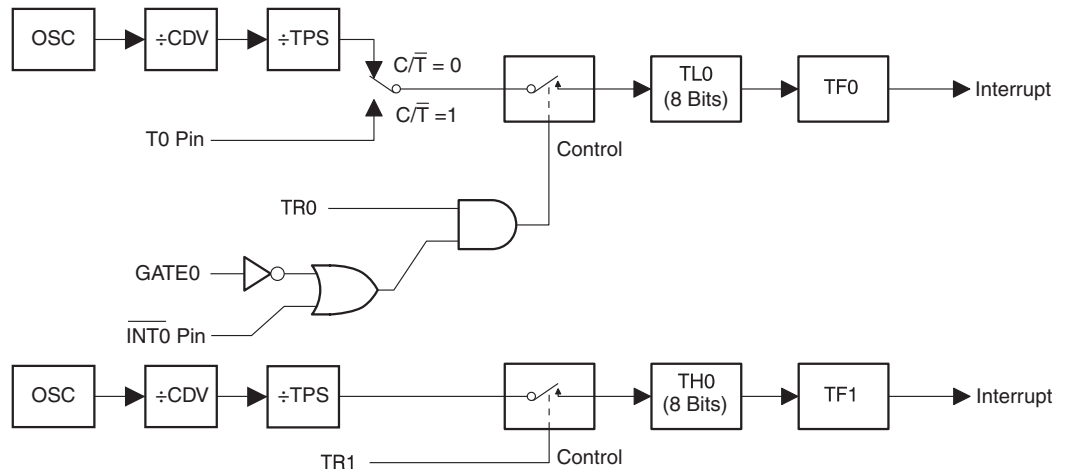 OSC
÷CDV
÷TPS
C/T̅ = 0
C/T̅ =1
T0 Pin
Control
TL0
(8 Bits)
TF0
Interrupt
TR0
GATE0
I̅N̅T̅0̅ Pin
OSC
÷CDV
÷TPS
TR1
Control
TH0
(8 Bits)
TF1
Interrupt